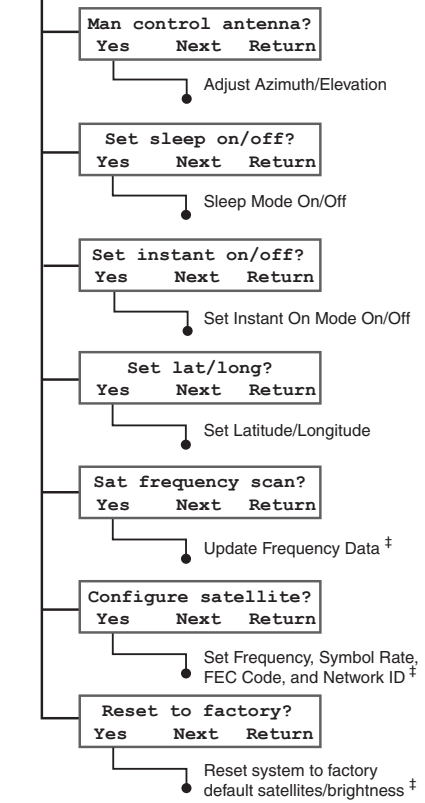 Man control antenna?
Yes Next Return
Adjust Azimuth/Elevation
Set sleep on/off?
Yes Next Return
Sleep Mode On/Off
Set instant on/off?
Yes Next Return
Set Instant On Mode On/Off
Set lat/long?
Yes Next Return
Set Latitude/Longitude
Sat frequency scan?
Yes Next Return
Update Frequency Data ‡
Configure satellite?
Yes Next Return
Set Frequency, Symbol Rate,
FEC Code, and Network ID ‡
Reset to factory?
Yes Next Return
Reset system to factory
default satellites/brightness ‡